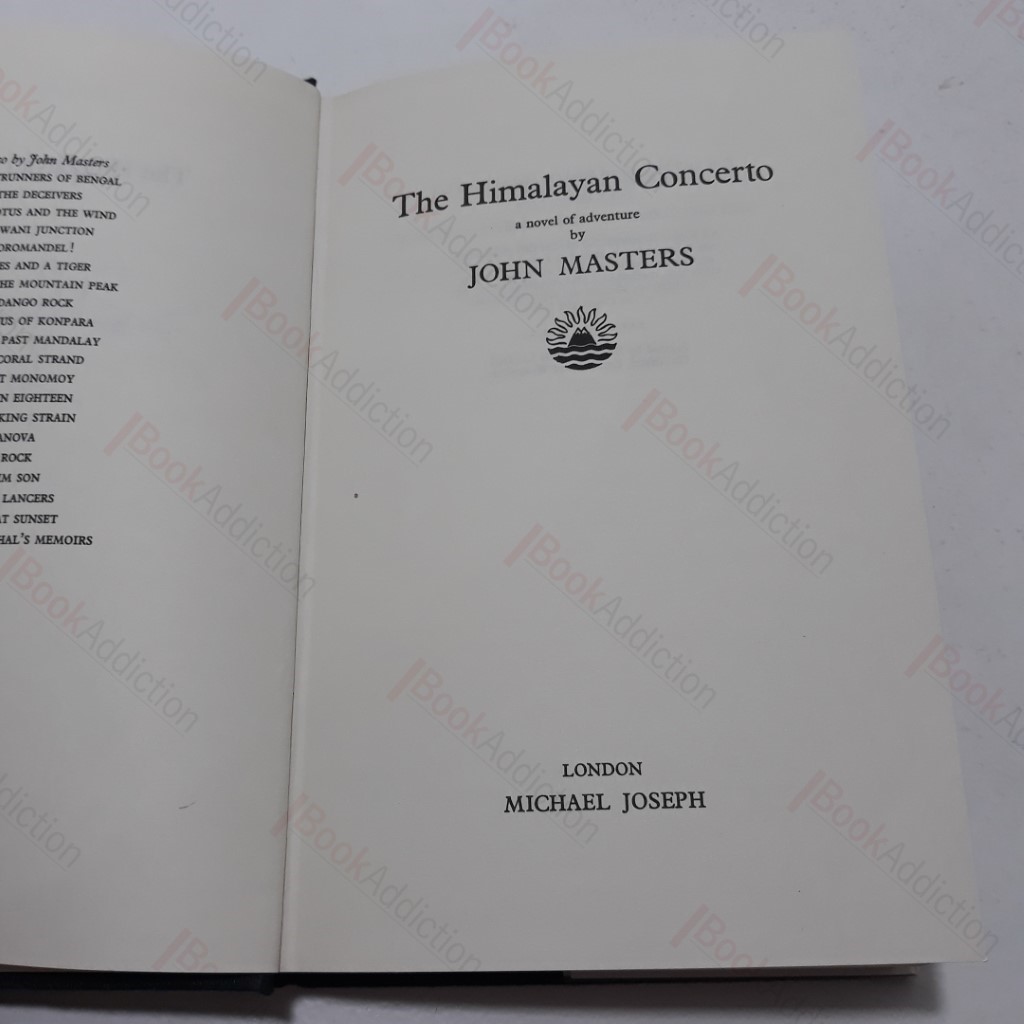 o by John Masters
RUNNERS OF BENGAL
THE DECEIVERS
OTUS AND THE WIND
WANI JUNCTION
OROMANDEL!
ES AND A TIGER
HE MOUNTAIN PEAK
DANGO ROCK
US OF KONPARA
PAST MANDALAY
CORAL STRAND
T MONOMOY
N EIGHTEEN
KING STRAIN
ANOVA
ROCK
M SON
LANCERS
AT SUNSET
HAL'S MEMOIRS
The Himalayan Concerto
a novel of adventure
by
JOHN MASTERS
LONDON
MICHAEL JOSEPH
BookAddiction